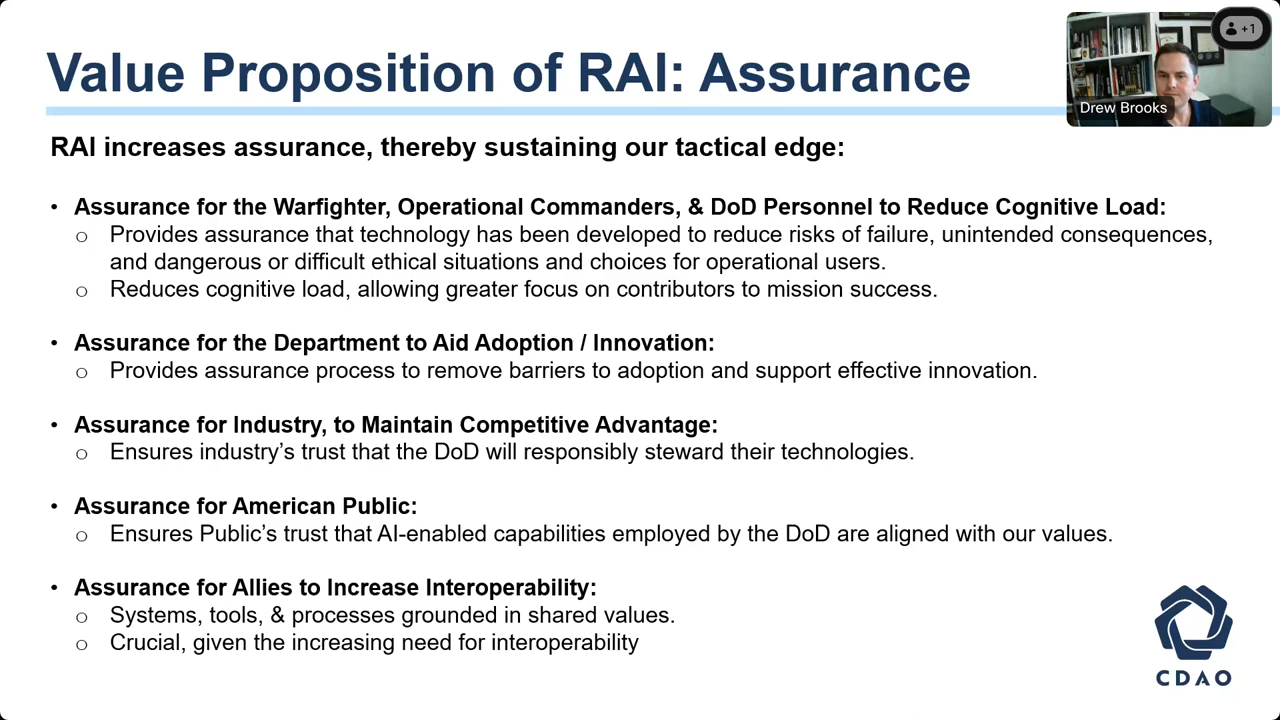 Value Proposition of RAI: Assurance
+1
Drew Brooks
RAI increases assurance, thereby sustaining our tactical edge:
• Assurance for the Warfighter, Operational Commanders, & DoD Personnel to Reduce Cognitive Load:
○ Provides assurance that technology has been developed to reduce risks of failure, unintended consequences,
and dangerous or difficult ethical situations and choices for operational users.
○ Reduces cognitive load, allowing greater focus on contributors to mission success.
• Assurance for the Department to Aid Adoption / Innovation:
○ Provides assurance process to remove barriers to adoption and support effective innovation.
• Assurance for Industry, to Maintain Competitive Advantage:
○ Ensures industry’s trust that the DoD will responsibly steward their technologies.
• Assurance for American Public:
○ Ensures Public’s trust that AI-enabled capabilities employed by the DoD are aligned with our values.
• Assurance for Allies to Increase Interoperability:
○ Systems, tools, & processes grounded in shared values.
○ Crucial, given the increasing need for interoperability
CDAO